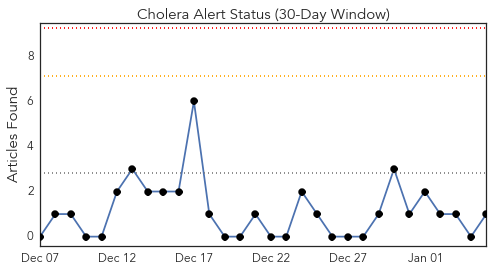 Cholera Alert Status (30-Day Window)
Articles Found
8
6
4
2
0
Dec 07 Dec 12 Dec 17 Dec 22 Dec 27 Jan 01